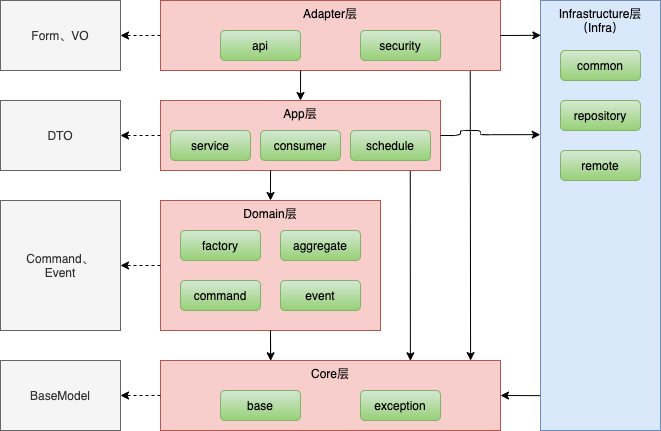 Form、VO
Adapter层
api
security
Infrastructure层
（Infra）
common
repository
remote
DTO
App层
service
consumer
schedule
Command、
Event
Domain层
factory
aggregate
command
event
BaseModel
Core层
base
exception